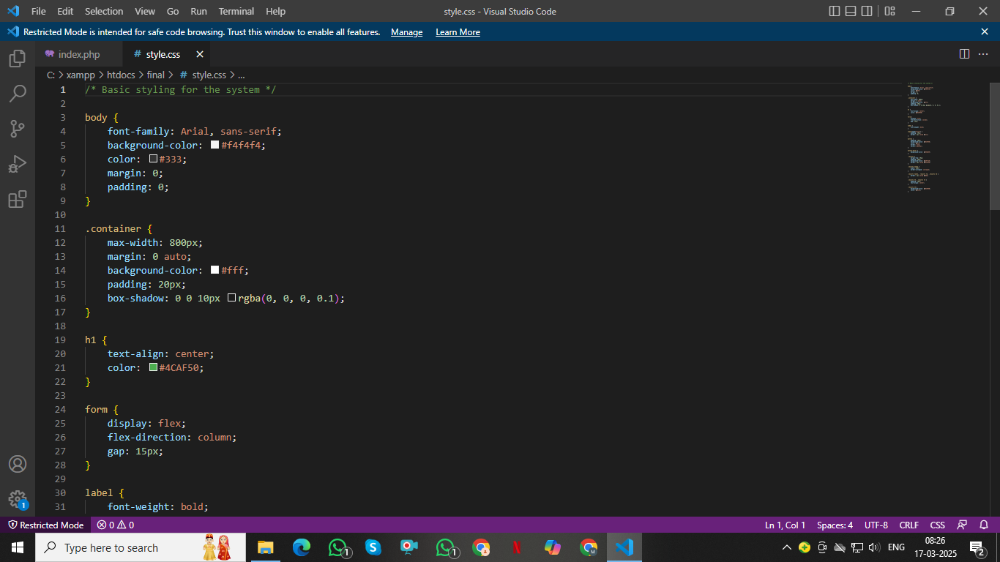 File Edit Selection View Go Run Terminal Help style.css - Visual Studio Code
Restricted Mode is intended for safe code browsing. Trust this window to enable all features. Manage Learn More
index.php # style.css
C: > xampp > htdocs > final > # style.css > ...
1 /* Basic styling for the system */
2
3 body {
4 font-family: Arial, sans-serif;
5 background-color: #f4f4f4;
6 color: #333;
7 margin: 0;
8 padding: 0;
9 }
10
11 .container {
12 max-width: 800px;
13 margin: 0 auto;
14 background-color: #fff;
15 padding: 20px;
16 box-shadow: 0 0 10px rgba(0, 0, 0, 0.1);
17 }
18
19 h1 {
20 text-align: center;
21 color: #4CAF50;
22 }
23
24 form {
25 display: flex;
26 flex-direction: column;
27 gap: 15px;
28 }
29
30 label {
31 font-weight: bold;
1
Restricted Mode 0 0 Ln 1, Col 1 Spaces: 4 UTF-8 CRLF CSS
Type here to search 1 1 ENG 08:26
17-03-2025 2